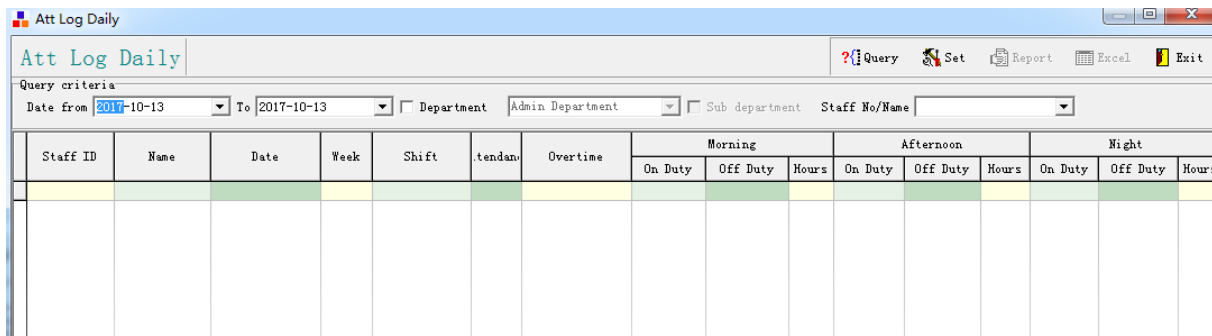 Att Log Daily
Att Log Daily ?{ Query Set Report Excel Exit
Query criteria
Date from 2017-10-13 To 2017-10-13 Department Admin Department Sub department Staff No/Name
Staff ID Name Date Week Shift .tendan Overtime Morning Afternoon Night
On Duty Off Duty Hours On Duty Off Duty Hours On Duty Off Duty Hour